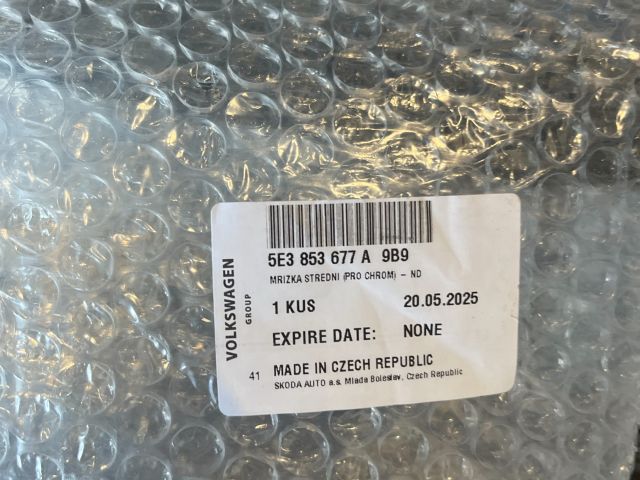 VOLKSWAGEN
GROUP
5E3 853 677 A 9B9
MRIZKA STREDNI (PRO CHROM) - ND
1 KUS 20.05.2025
EXPIRE DATE: NONE
41 MADE IN CZECH REPUBLIC
SKODA AUTO a.s. Mlada Boleslav, Czech Republic